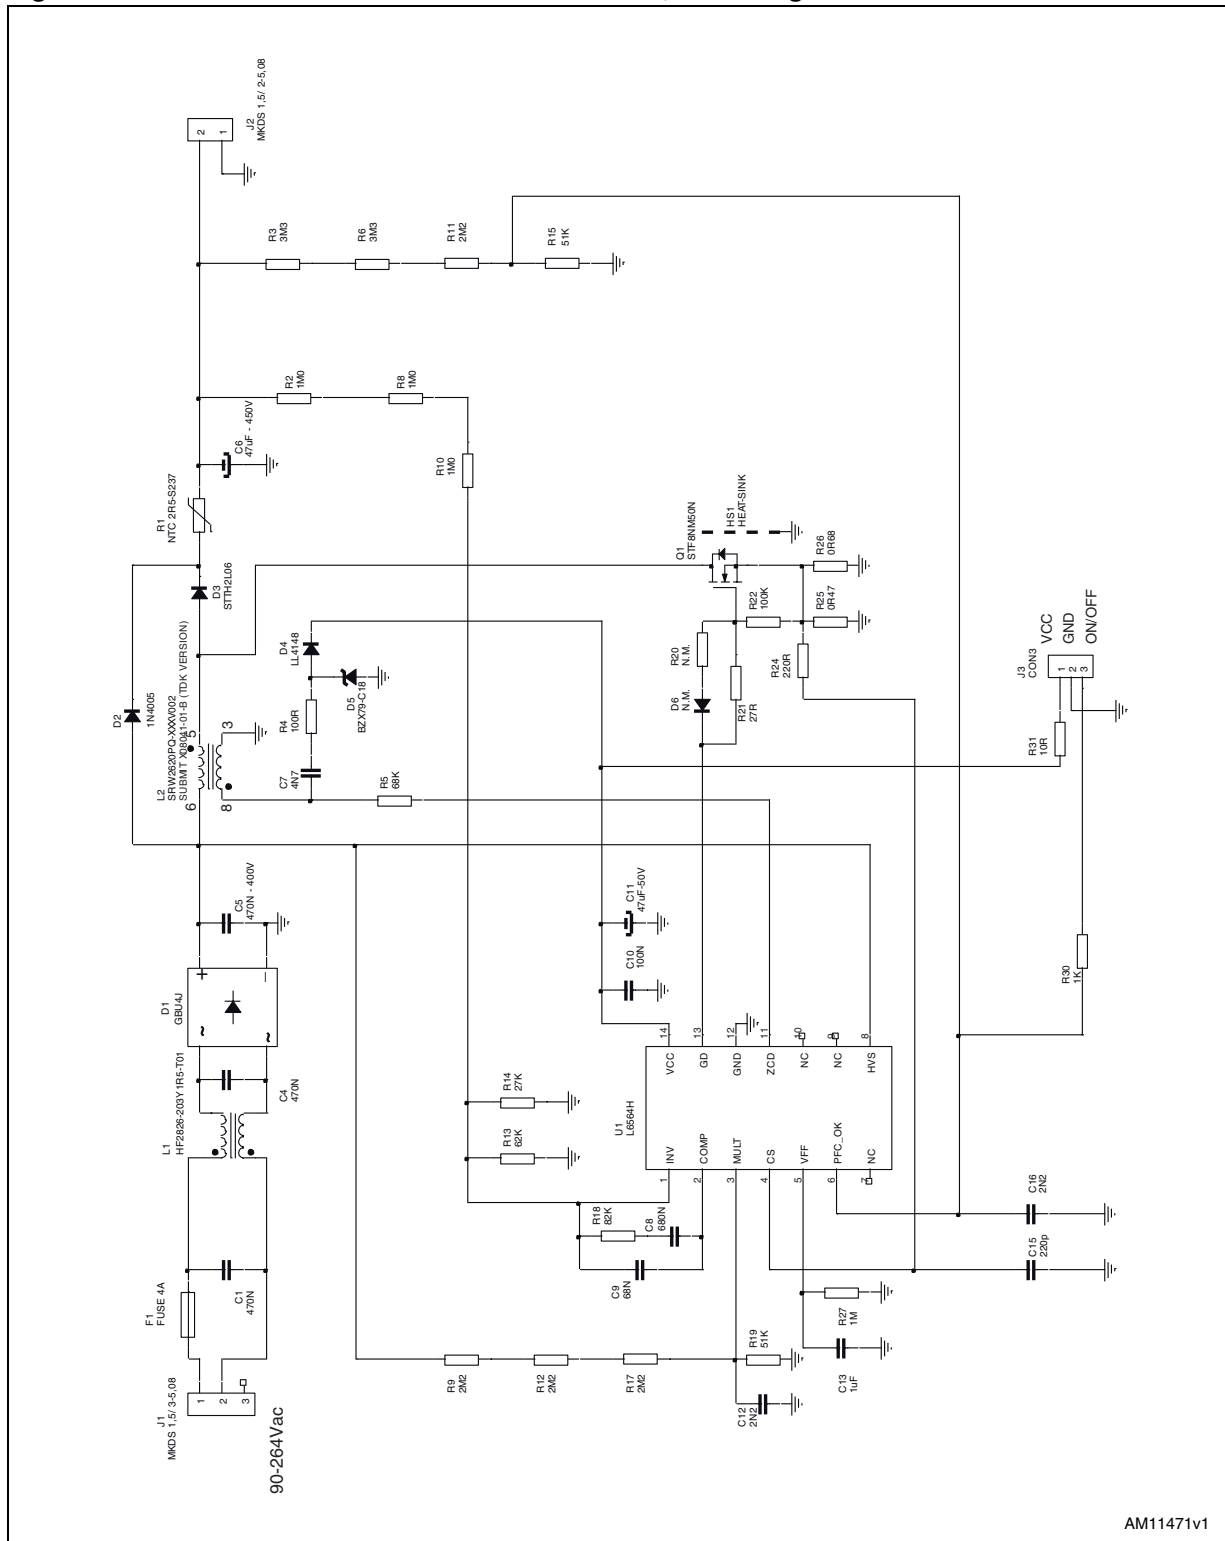 J2
MKDS 1,5/ 2-5,08
2
1
R3
3M3
R6
3M3
R11
2M2
R15
51K
R2
1M0
R8
1M0
C6
47uF - 450V
R10
1M0
R1
NTC 2R5-S237
D3
STTH2L06
D2
1N4005
Q1
STF8NM50N
HS1
HEAT-SINK
R26
0R68
R22
100K
R25
0R47
R20
N.M.
R24
220R
D6
N.M.
R21
27R
D4
LL4148
D5
BZX79-C18
R4
100R
C7
4N7
R5
68K
L2
SRW2620PQ-XXXV002
SUBMIT X08041-01-B (TDK VERSION)
5
3
6
8
J3
CON3
VCC
GND
ON/OFF
1
2
3
R31
10R
R30
1K
C5
470N - 400V
C11
47uF-50V
C10
100N
D1
GBU4J
+
−
~
~
L1
HF2826-203Y1R5-T01
C4
470N
R14
27K
R13
62K
U1
L6564H
14
13
12
11
10
9
8
VCC
GD
GND
ZCD
NC
NC
HVS
INV
COMP
MULT
CS
VFF
PFC_OK
NC
1
2
3
4
5
6
7
R18
82K
C8
680N
C9
68N
C16
2N2
C15
220p
R27
1M
C13
1uF
R19
51K
C12
2N2
R9
2M2
R12
2M2
R17
2M2
F1
FUSE 4A
C1
470N
J1
MKDS 1,5/ 3-5,08
1
2
3
90-264Vac
AM11471v1